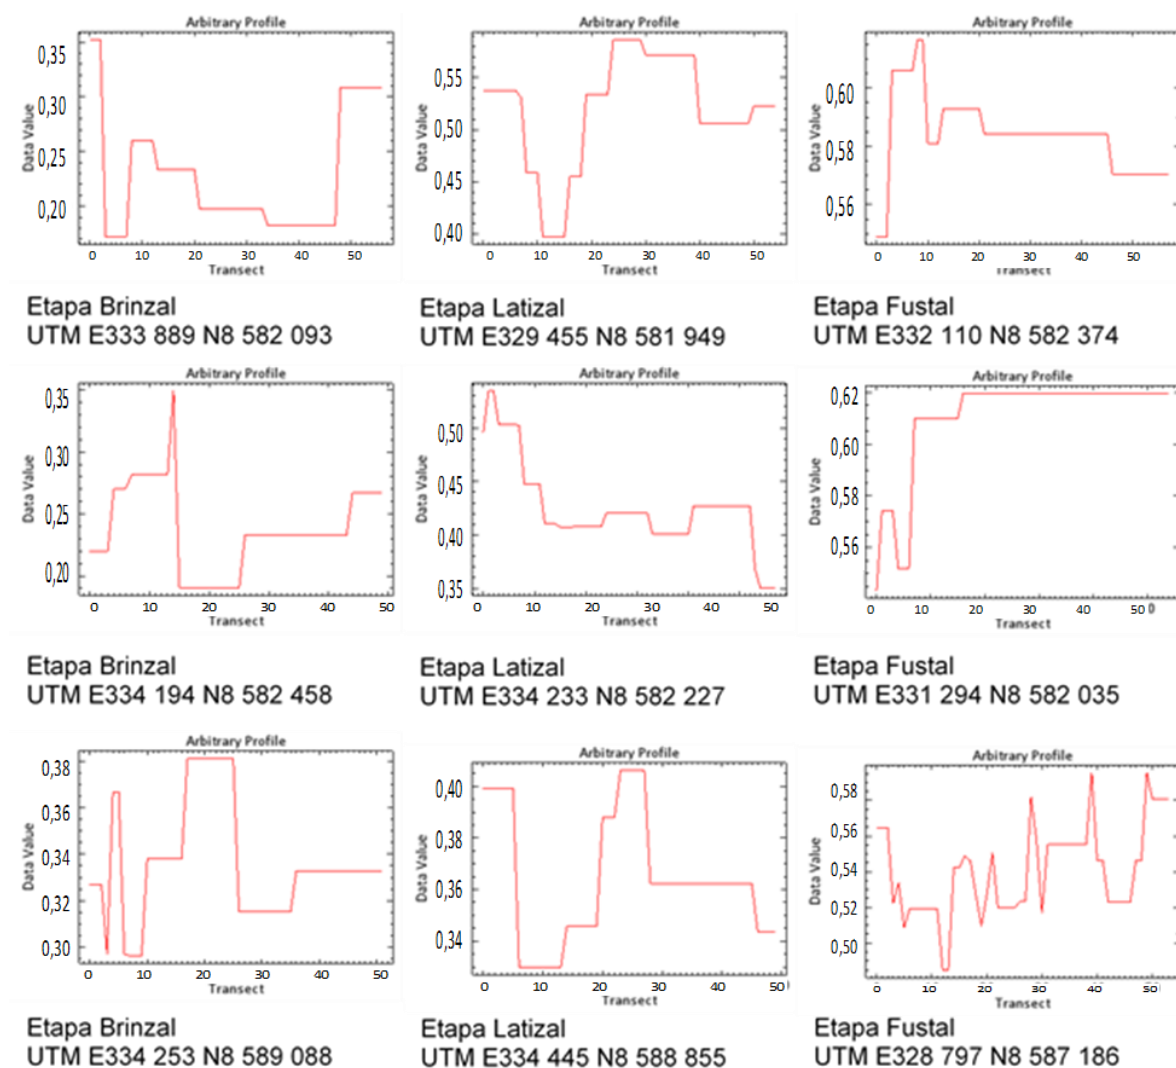 Arbitrary Profile
Data Value
0,35
0,30
0,25
0,20
0 10 20 30 40 50
Transect
Etapa Brinzal
UTM E333 889 N8 582 093
Arbitrary Profile
Data Value
0,55
0,50
0,45
0,40
0 10 20 30 40 50
Transect
Etapa Latizal
UTM E329 455 N8 581 949
Arbitrary Profile
Data Value
0,60
0,58
0,56
0 10 20 30 40 50
Transect
Etapa Fustal
UTM E332 110 N8 582 374
Arbitrary Profile
Data Value
0,35
0,30
0,25
0,20
0 10 20 30 40 50
Transect
Etapa Brinzal
UTM E334 194 N8 582 458
Arbitrary Profile
Data Value
0,50
0,45
0,40
0,35
0 10 20 30 40 50
Transect
Etapa Latizal
UTM E334 233 N8 582 227
Arbitrary Profile
Data Value
0,62
0,60
0,58
0,56
0 10 20 30 40 50 0
Transect
Etapa Fustal
UTM E331 294 N8 582 035
Arbitrary Profile
Data Value
0,38
0,36
0,34
0,32
0,30
0 10 20 30 40 50
Transect
Etapa Brinzal
UTM E334 253 N8 589 088
Arbitrary Profile
Data Value
0,40
0,38
0,36
0,34
0 10 20 30 40 50
Transect
Etapa Latizal
UTM E334 445 N8 588 855
Arbitrary Profile
Data Value
0,58
0,56
0,54
0,52
0,50
0 10 20 30 40 50
Transect
Etapa Fustal
UTM E328 797 N8 587 186